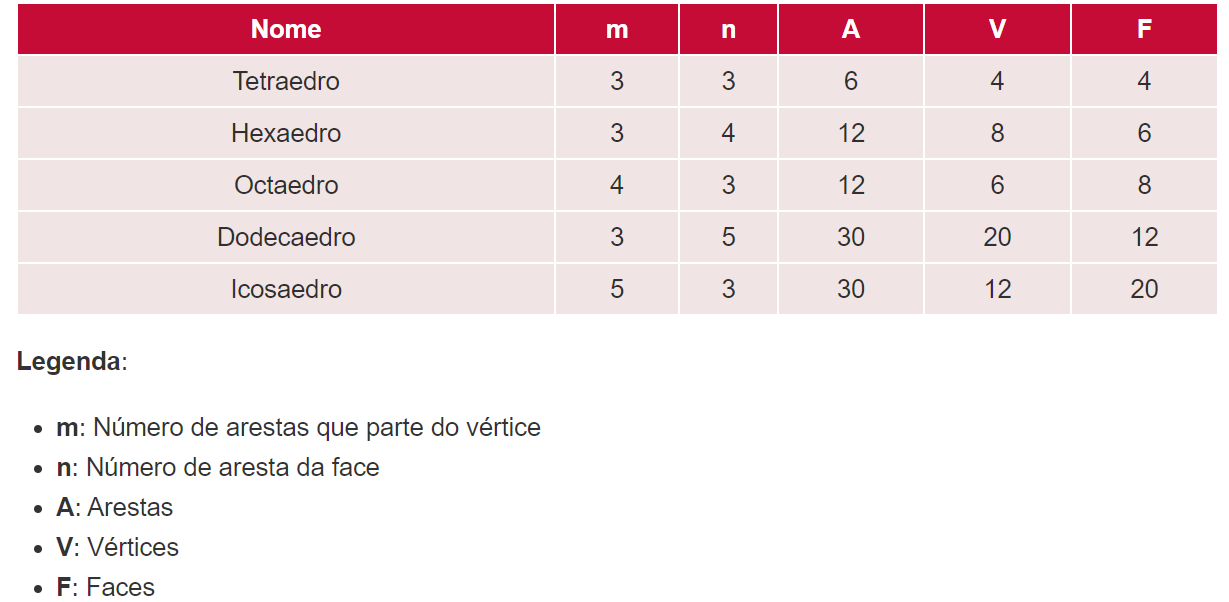 Nome m n A V F
Tetraedro 3 3 6 4 4
Hexaedro 3 4 12 8 6
Octaedro 4 3 12 6 8
Dodecaedro 3 5 30 20 12
Icosaedro 5 3 30 12 20
Legenda:
• m: Número de arestas que parte do vértice
• n: Número de aresta da face
• A: Arestas
• V: Vértices
• F: Faces